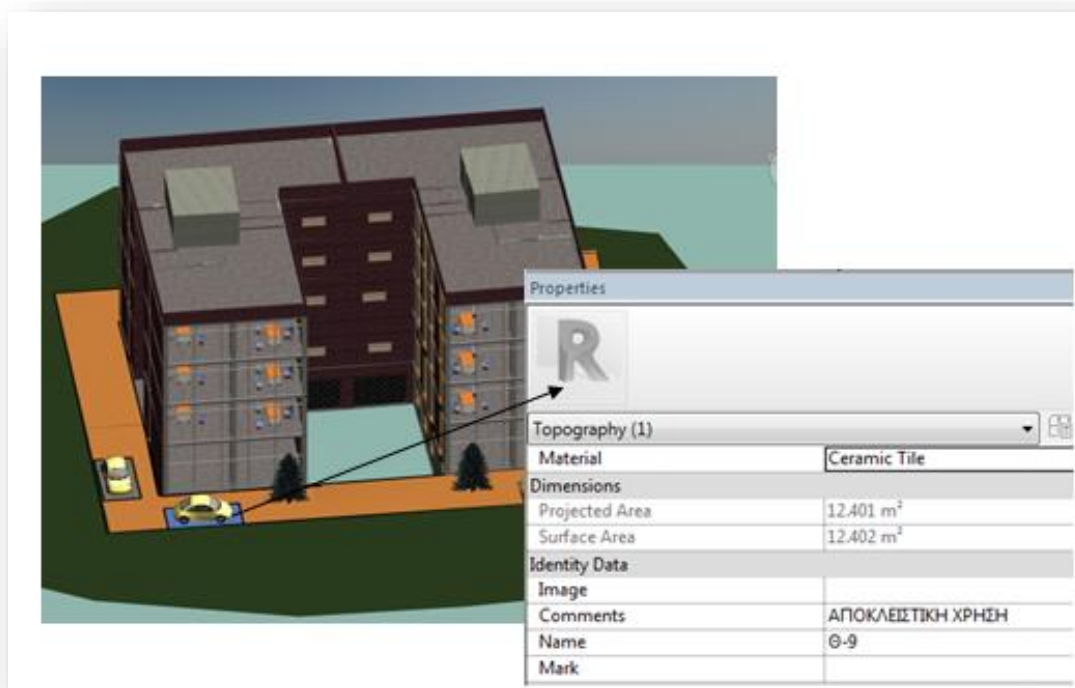 Properties
R
Topography (1)
Material Ceramic Tile
Dimensions
Projected Area 12.401 m²
Surface Area 12.402 m²
Identity Data
Image
Comments ΑΠΟΚΛΕΙΣΤΙΚΗ ΧΡΗΣΗ
Name Θ-9
Mark